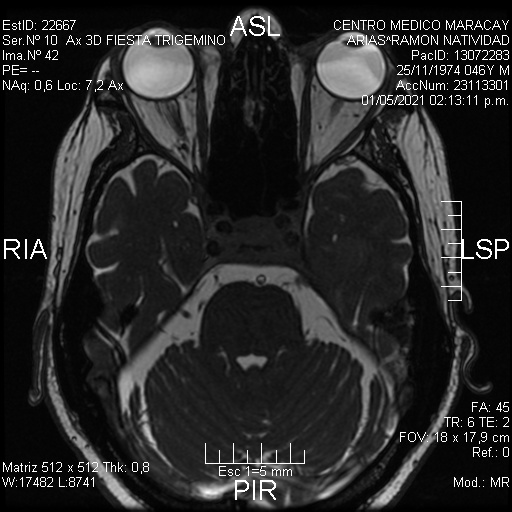 EstID: 22667
Ser.Nº 10 Ax 3D FIESTA TRIGEMINO
Ima.Nº 42
PE= --
NAq: 0,6 Loc: 7,2 Ax
ASL
CENTRO MEDICO MARACAY
ARIAS^RAMON NATIVIDAD
PacID: 13072283
25/11/1974 046Y M
AccNum: 23113301
01/05/2021 02:13:11 p.m.
RIA
LSP
FA: 45
TR: 6 TE: 2
FOV: 18 x 17,9 cm
Ref.: 0
Mod.: MR
Matriz 512 x 512 Thk: 0,8
W:17482 L:8741
Esc 1=5 mm
PIR